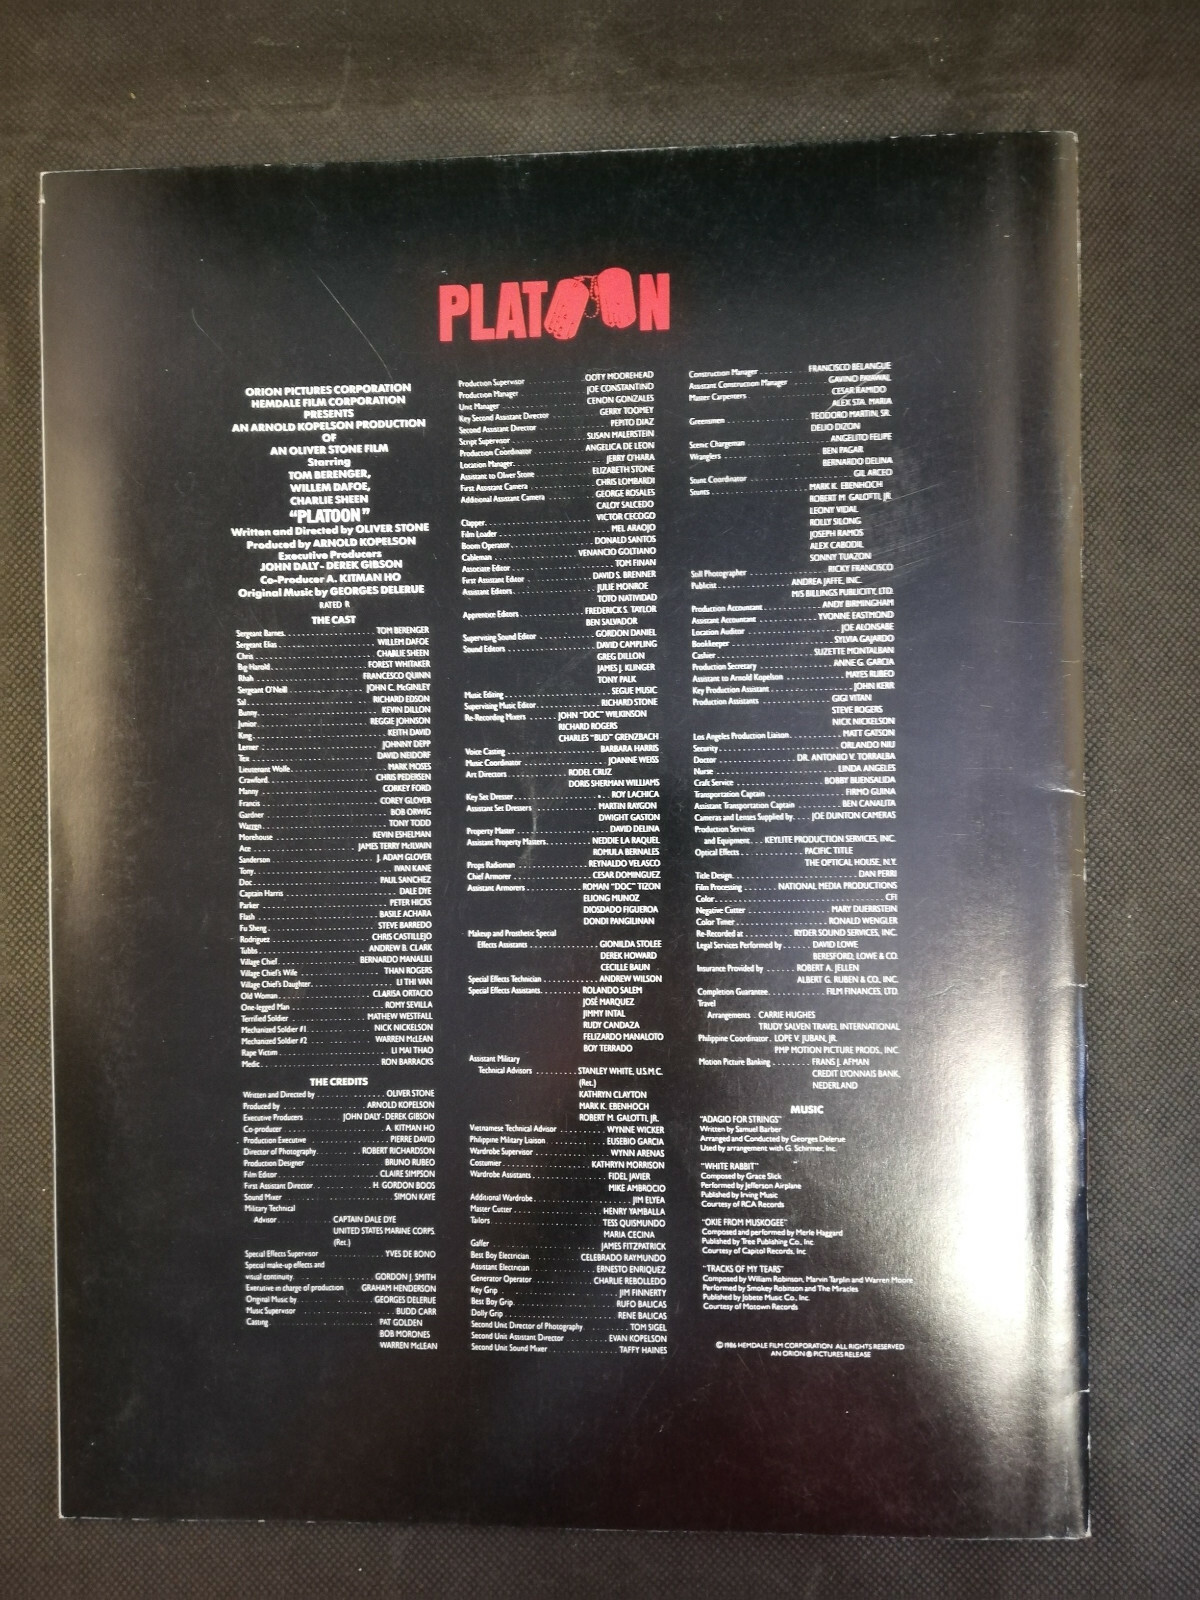 PLATOON
ORION PICTURES CORPORATION
HEMDALE FILM CORPORATION
PRESENTS
AN ARNOLD KOPELSON PRODUCTION
OF
AN OLIVER STONE FILM
Starring
TOM BERENGER,
WILLEM DAFOE,
CHARLIE SHEEN
"PLATOON"
Written and Directed by OLIVER STONE
Produced by ARNOLD KOPELSON
Executive Producers
JOHN DALY - DEREK GIBSON
Co-Producer A. KITMAN HO
Original Music by GEORGES DELERUE
RATED R
THE CAST
Sergeant Barnes TOM BERENGER
Sergeant Elias WILLEM DAFOE
Chris CHARLIE SHEEN
Big Harold FOREST WHITAKER
Rhah FRANCESCO QUINN
Sergeant O'Neill JOHN C. McGINLEY
Sal RICHARD EDSON
Bunny KEVIN DILLON
Junior REGGIE JOHNSON
King KEITH DAVID
Lerner JOHNNY DEPP
Tex DAVID NEIDORF
Lieutenant Wolfe MARK MOSES
Crawford CHRIS PEDERSEN
Manny CORKEY FORD
Francis COREY GLOVER
Gardner BOB ORWIG
Warren TONY TODD
Morehouse KEVIN ESHELMAN
Ace JAMES TERRY McILVAIN
Sanderson J. ADAM GLOVER
Tony IVAN KANE
Doc PAUL SANCHEZ
Captain Harris DALE DYE
Parker PETER HICKS
Flash BASILE ACHARA
Fu Sheng STEVE BARREDO
Rodriguez CHRIS CASTILLEJO
Tubbs ANDREW B. CLARK
Village Chief BERNARDO MANALILI
Village Chief's Wife THAN ROGERS
Village Chief's Daughter LI THI VAN
Old Woman CLARISA ORTACIO
One-legged Man ROMY SEVILLA
Terrified Soldier MATHEW WESTFALL
Mechanized Soldier #1 NICK NICKELSON
Mechanized Soldier #2 WARREN McLEAN
Rape Victim LI MAI THAO
Medic RON BARRACKS
THE CREDITS
Written and Directed by OLIVER STONE
Produced by ARNOLD KOPELSON
Executive Producers JOHN DALY - DEREK GIBSON
Co-producer A. KITMAN HO
Production Executive PIERRE DAVID
Director of Photography ROBERT RICHARDSON
Production Designer BRUNO RUBEO
Film Editor CLAIRE SIMPSON
First Assistant Director H. GORDON BOOS
Sound Mixer SIMON KAYE
Military Technical
Advisor CAPTAIN DALE DYE
UNITED STATES MARINE CORPS.
(Ret.)
Special Effects Supervisor YVES DE BONO
Special make-up effects and
visual continuity GORDON J. SMITH
Executive in charge of production GRAHAM HENDERSON
Original Music by GEORGES DELERUE
Music Supervisor BUDD CARR
Casting PAT GOLDEN
BOB MORONES
WARREN McLEAN
Production Supervisor OOTY MOOREHEAD
Production Manager JOE CONSTANTINO
Unit Manager CENON GONZALES
Key Second Assistant Director GERRY TOOMEY
Second Assistant Director PEPITO DIAZ
Script Supervisor SUSAN MALERSTEIN
Production Coordinator ANGELICA DE LEON
Location Manager JERRY O'HARA
Assistant to Oliver Stone ELIZABETH STONE
First Assistant Camera CHRIS LOMBARDI
Additional Assistant Camera GEORGE ROSALES
CALOY SALCEDO
Clapper VICTOR CECOGO
Film Loader MEL ARAOJO
Boom Operator DONALD SANTOS
Cableman VENANCIO GOLTIANO
Associate Editor TOM FINAN
First Assistant Editor DAVID S. BRENNER
Assistant Editors JULIE MONROE
TOTO NATIVIDAD
Apprentice Editors FREDERICK S. TAYLOR
BEN SALVADOR
Supervising Sound Editor GORDON DANIEL
Sound Editors DAVID CAMPLING
GREG DILLON
JAMES J. KLINGER
TONY PALK
Music Editing SEGUE MUSIC
Supervising Music Editor RICHARD STONE
Re-Recording Mixers JOHN "DOC" WILKINSON
RICHARD ROGERS
CHARLES "BUD" GRENZBACH
Voice Casting BARBARA HARRIS
Music Coordinator JOANNE WEISS
Art Directors RODEL CRUZ
DORIS SHERMAN WILLIAMS
Key Set Dresser ROY LACHICA
Assistant Set Dressers MARTIN RAYGON
DWIGHT GASTON
Property Master DAVID DELINA
Assistant Property Masters NEDDIE LA RAQUEL
ROMULA BERNALES
Props Radioman REYNALDO VELASCO
Chief Armorer CESAR DOMINGUEZ
Assistant Armorers ROMAN "DOC" TIZON
ELIONG MUNOZ
DIOSDADO FIGUEROA
DONDI PANGILINAN
Makeup and Prosthetic Special
Effects Assistants GIONILDA STOLEE
DEREK HOWARD
CECILLE BAUN
Special Effects Technician ANDREW WILSON
Special Effects Assistants ROLANDO SALEM
JOSÉ MARQUEZ
JIMMY INTAL
RUDY CANDAZA
FELIZARDO MANALOTO
BOY TERRADO
Assistant Military
Technical Advisors STANLEY WHITE, U.S.M.C.
(Ret.)
KATHRYN CLAYTON
MARK K. EBENHOCH
ROBERT M. GALOTTI, JR.
Vietnamese Technical Advisor WYNNE WICKER
Philippine Military Liaison EUSEBIO GARCIA
Wardrobe Supervisor WYNN ARENAS
Costumier KATHRYN MORRISON
Wardrobe Assistants FIDEL JAVIER
MIKE AMBROCIO
Additional Wardrobe JIM ELYEA
Master Cutter HENRY YAMBALLA
Tailors TESS QUISMUNDO
MARIA CECINA
Gaffer JAMES FITZPATRICK
Best Boy Electrician CELEBRADO RAYMUNDO
Assistant Electrician ERNESTO ENRIQUEZ
Generator Operator CHARLIE REBOLLEDO
Key Grip JIM FINNERTY
Best Boy Grip RUFO BALICAS
Dolly Grip RENE BALICAS
Second Unit Director of Photography TOM SIGEL
Second Unit Assistant Director EVAN KOPELSON
Second Unit Sound Mixer TAFFY HAINES
Construction Manager FRANCISCO BELANGUE
Assistant Construction Manager GAVINO
Master Carpenters CESAR RAMIDO
ALEX STA. MARIA
Greensmen TEODORO MARTIN, SR.
DELIO DIZON
Scenic Chargeman ANGELITO FELIPE
Wranglers BEN PAGAR
BERNARDO DELINA
Stunt Coordinator GIL ARCEO
Stunts MARK K. EBENHOCH
ROBERT M. GALOTTI, JR.
LEONY VIDAL
ROLLY SILONG
JOSEPH RAMOS
ALEX CABODIL
SONNY TUAZON
Still Photographer RICKY FRANCISCO
Publicist ANDREA JAFFE, INC.
M/S BILLINGS PUBLICITY, LTD.
Production Accountant ANDY BIRMINGHAM
Assistant Accountant YVONNE EASTMOND
Location Auditor JOE ALONSABE
Bookkeeper SYLVIA GAJARDO
Cashier SUZETTE MONTALBAN
Production Secretary ANNE G. GARCIA
Assistant to Arnold Kopelson MAYES RUBEO
Key Production Assistant JOHN KERR
Production Assistants GIGI VITAN
STEVE ROGERS
NICK NICKELSON
Los Angeles Production Liaison MATT GATSON
Security ORLANDO NILI
Doctor DR. ANTONIO V. TORRALBA
Nurse LINDA ANGELES
Craft Service BOBBY BUENSALIDA
Transportation Captain FIRMO GUINA
Assistant Transportation Captain BEN CANALITA
Cameras and Lenses Supplied by JOE DUNTON CAMERAS
Production Services
and Equipment KEYLITE PRODUCTION SERVICES, INC.
Optical Effects PACIFIC TITLE
THE OPTICAL HOUSE, N.Y.
Title Design DAN PERRI
Film Processing NATIONAL MEDIA PRODUCTIONS
Color CFI
Negative Cutter MARY DUERRSTEIN
Color Timer RONALD WENGLER
Re-Recorded at RYDER SOUND SERVICES, INC.
Legal Services Performed by DAVID LOWE
BERESFORD, LOWE & CO.
Insurance Provided by ROBERT A. JELLEN
ALBERT G. RUBEN & CO., INC.
Completion Guarantee FILM FINANCES, LTD.
Travel
Arrangements CARRIE HUGHES
TRUDY SALVEN TRAVEL INTERNATIONAL
Philippine Coordinator LOPE V. JUBAN, JR.
PMP MOTION PICTURE PRODS., INC.
Motion Picture Banking FRANS J. AFMAN
CREDIT LYONNAIS BANK,
NEDERLAND
MUSIC
"ADAGIO FOR STRINGS"
Written by Samuel Barber
Arranged and Conducted by Georges Delerue
Used by arrangement with G. Schirmer, Inc.
"WHITE RABBIT"
Composed by Grace Slick
Performed by Jefferson Airplane
Published by Irving Music
Courtesy of RCA Records
"OKIE FROM MUSKOGEE"
Composed and performed by Merle Haggard
Published by Tree Publishing Co., Inc.
Courtesy of Capitol Records, Inc.
"TRACKS OF MY TEARS"
Composed by William Robinson, Marvin Tarplin and Warren Moore
Performed by Smokey Robinson and The Miracles
Published by Jobete Music Co., Inc.
Courtesy of Motown Records
© 1986 HEMDALE FILM CORPORATION ALL RIGHTS RESERVED
AN ORION ® PICTURES RELEASE